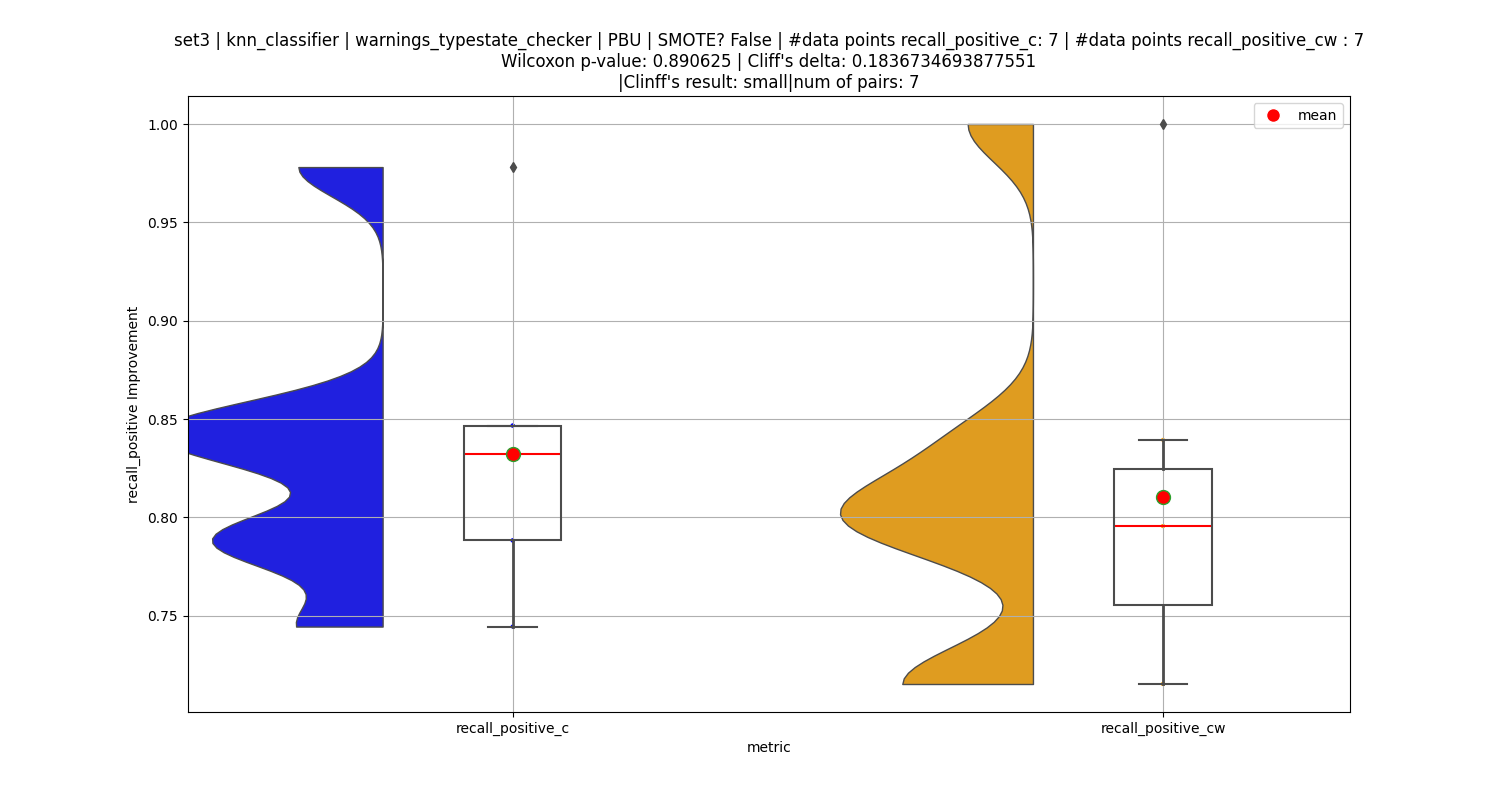 set3 | knn_classifier | warnings_typestate_checker | PBU | SMOTE? False | #data points recall_positive_c: 7 | #data points recall_positive_cw : 7
Wilcoxon p-value: 0.890625 | Cliff's delta: 0.1836734693877551
|Clinff's result: small|num of pairs: 7
mean
1.00
0.95
0.90
0.85
0.80
0.75
recall_positive Improvement
recall_positive_c
recall_positive_cw
metric